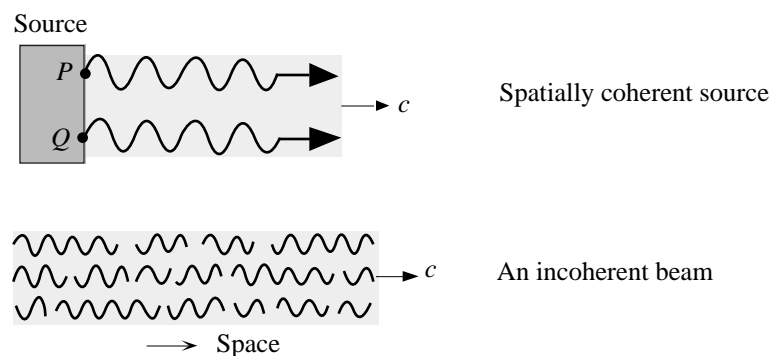 Source
P
c
Spatially coherent source
Q
c
An incoherent beam
Space